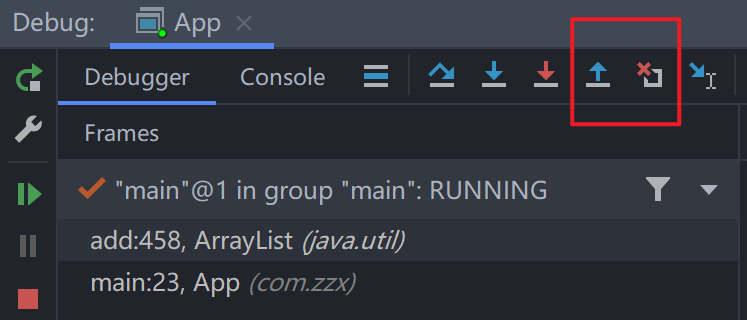 Debug: App
Debugger Console
Frames
"main"@1 in group "main": RUNNING
add:458, ArrayList (java.util)
main:23, App (com.zzx)